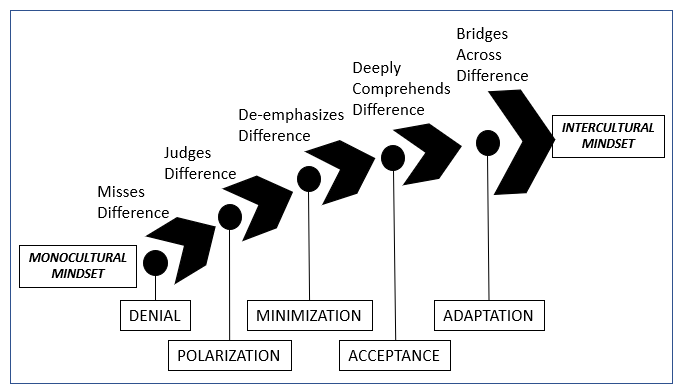 Bridges
Across
Difference
Deeply
Comprehends
Difference
De-emphasizes
Difference
Judges
Difference
Misses
Difference
INTERCULTURAL
MINDSET
MONOCULTURAL
MINDSET
DENIAL
MINIMIZATION
ADAPTATION
POLARIZATION
ACCEPTANCE